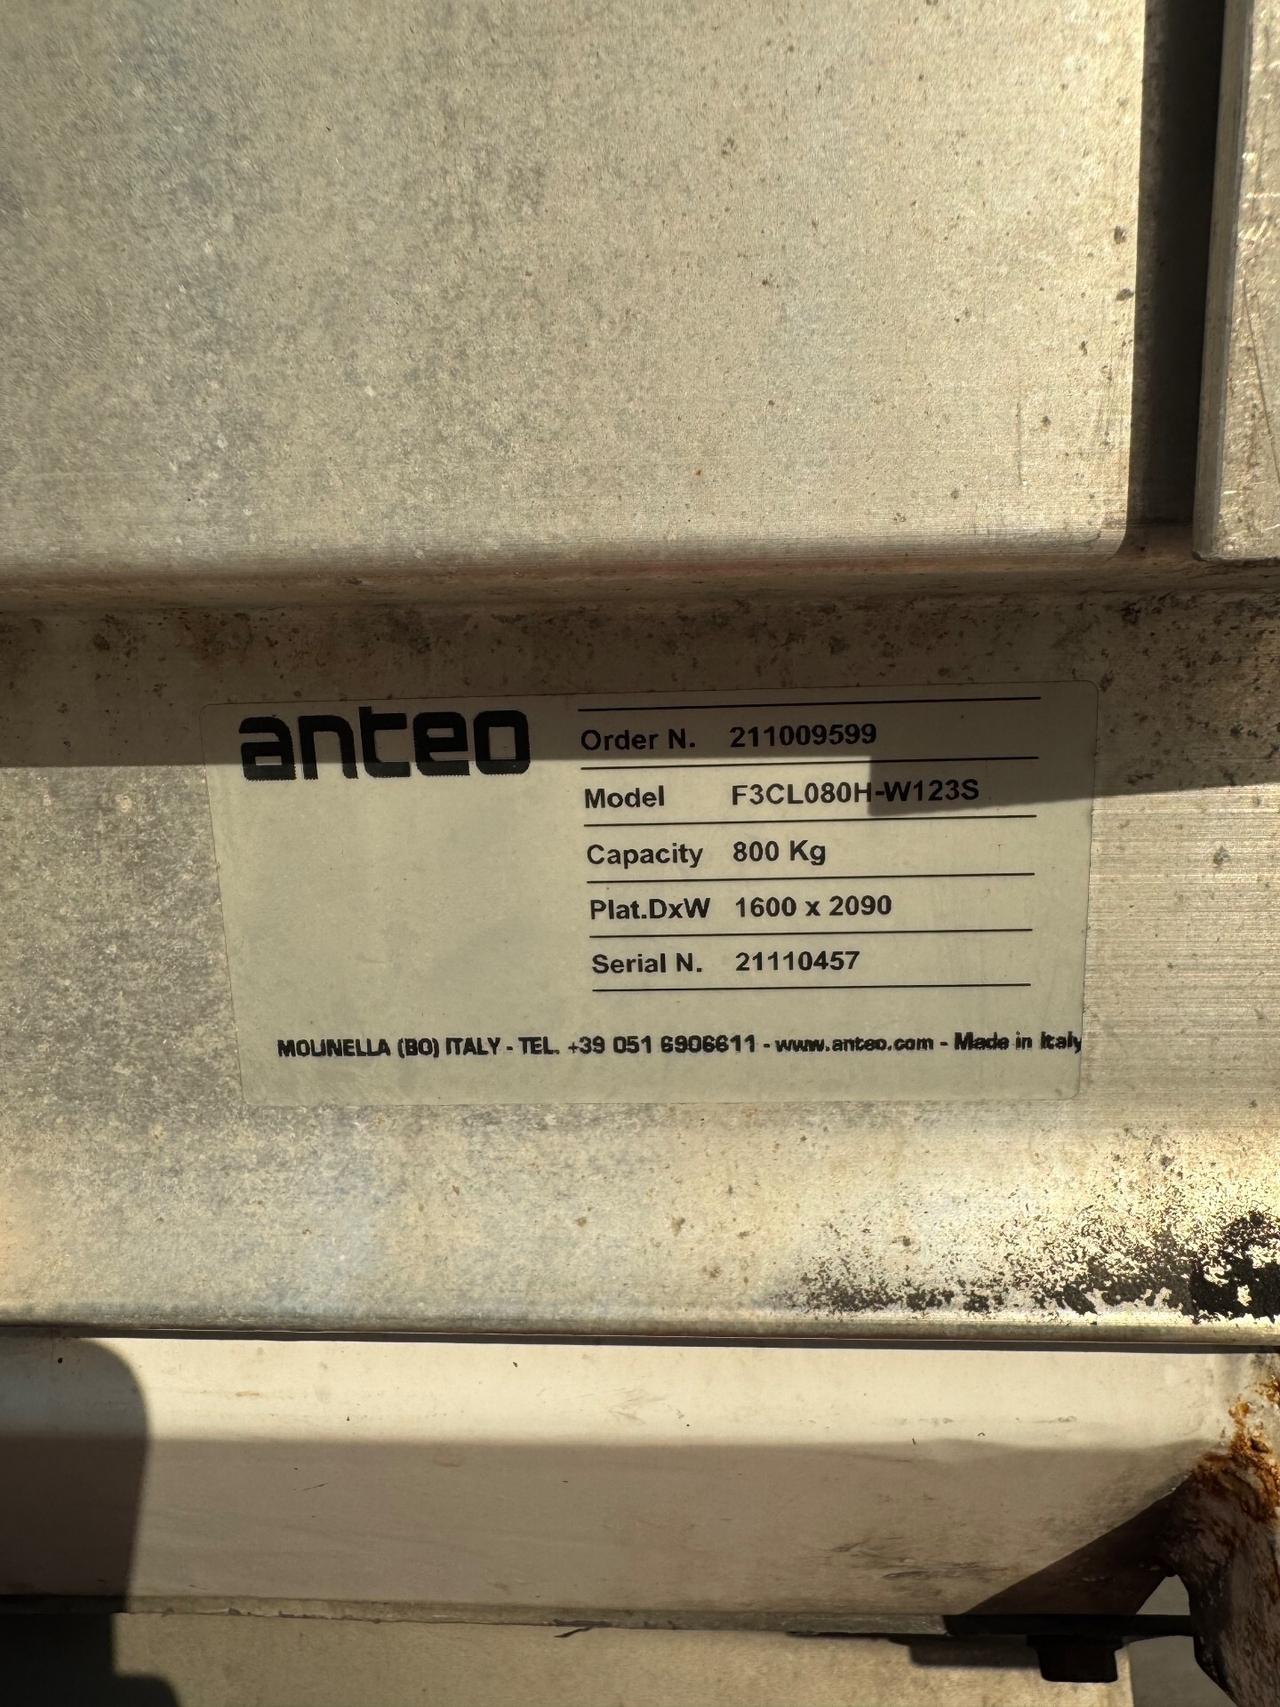 anteo
Order N. 211009599
Model F3CL080H-W123S
Capacity 800 Kg
Plat.DxW 1600 x 2090
Serial N. 21110457
MOLINELLA (BO) ITALY - TEL. +39 051 6906611 - www.anteo.com - Made in Italy